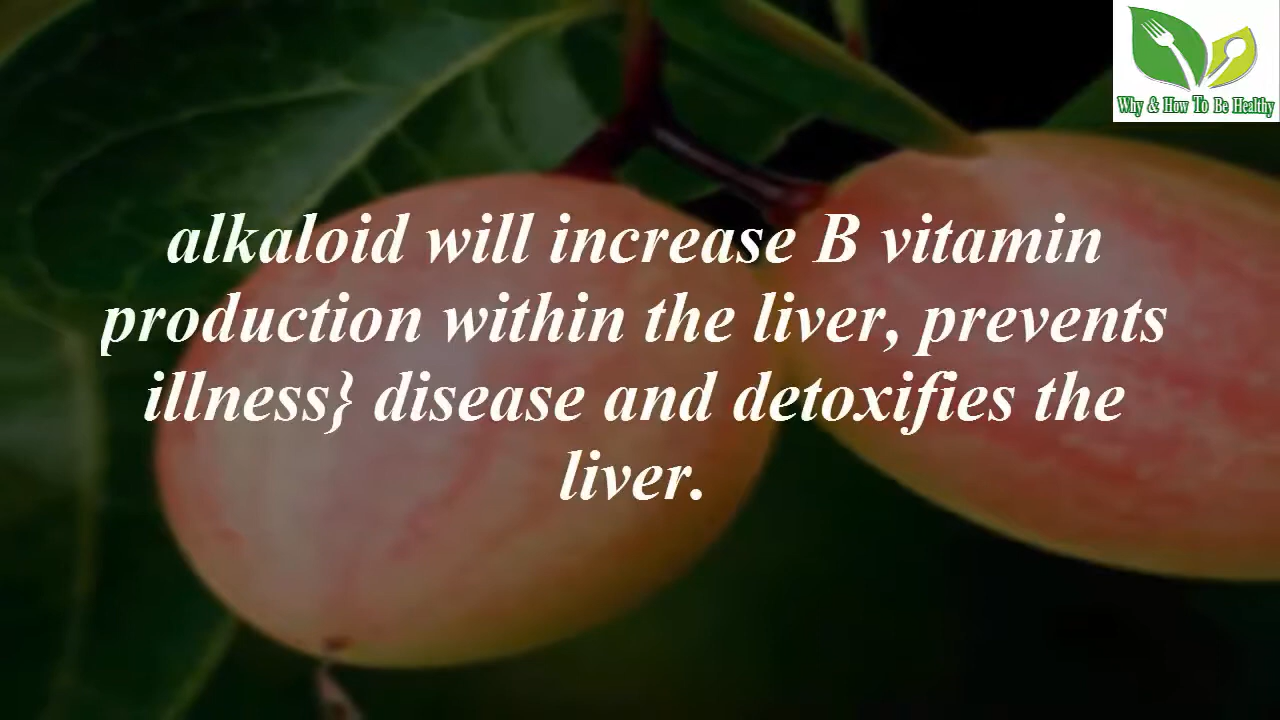 Why & How To Be Healthy
alkaloid will increase B vitamin
production within the liver, prevents
illness} disease and detoxifies the
liver.